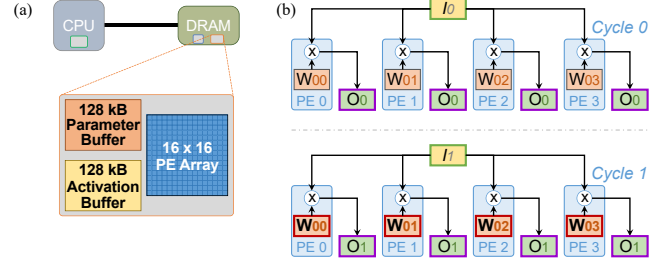 (a)
CPU
DRAM
128 kB
Parameter
Buffer
128 kB
Activation
Buffer
16 x 16
PE Array
(b)
I0
Cycle 0
X X X X
W00 W01 W02 W03
PE 0 O0 PE 1 O0 PE 2 O0 PE 3 O0
I1
Cycle 1
X X X X
W00 W01 W02 W03
PE 0 O1 PE 1 O1 PE 2 O1 PE 3 O1